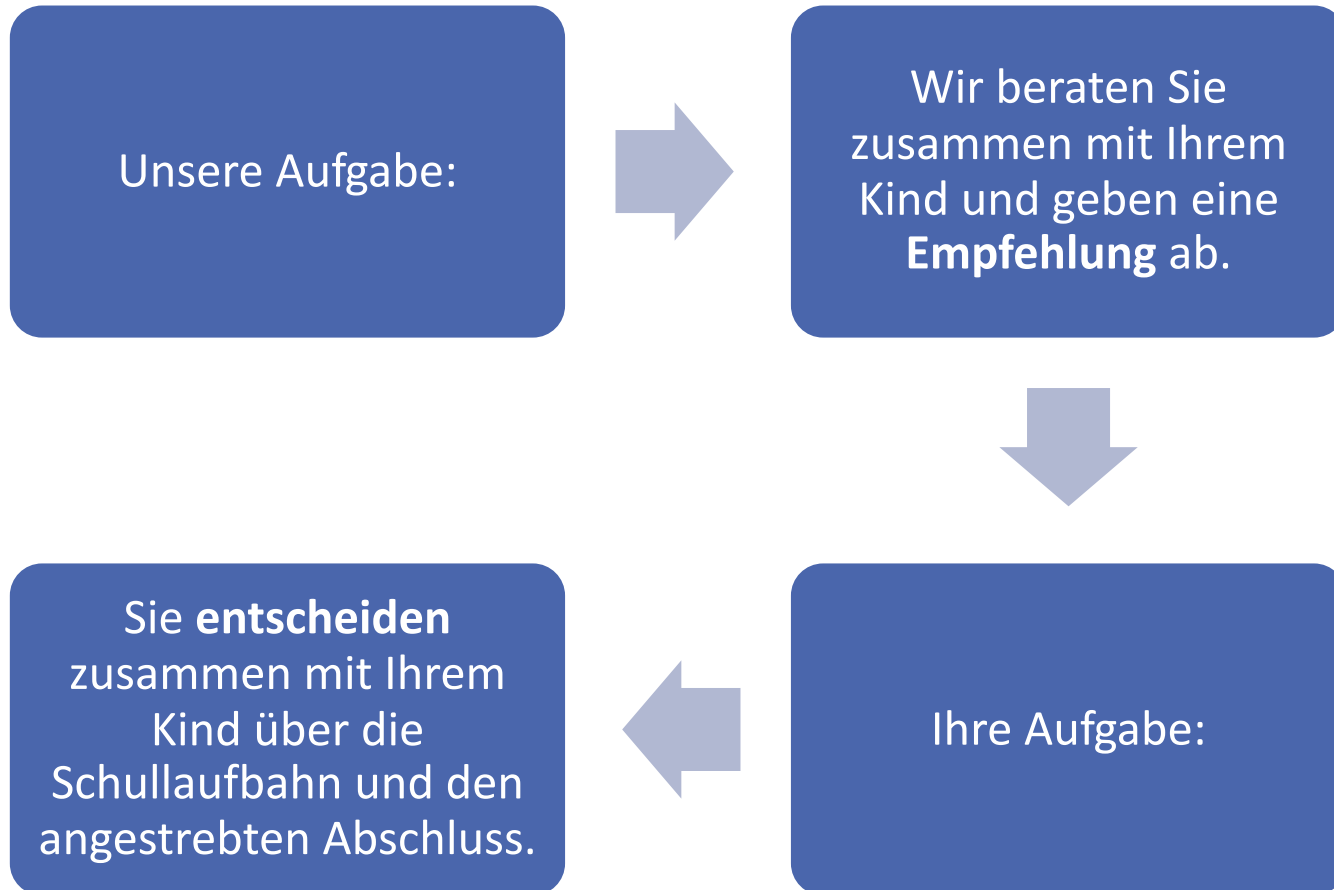 Unsere Aufgabe:
Wir beraten Sie
zusammen mit Ihrem
Kind und geben eine
Empfehlung ab.
Ihre Aufgabe:
Sie entscheiden
zusammen mit Ihrem
Kind über die
Schullaufbahn und den
angestrebten Abschluss.